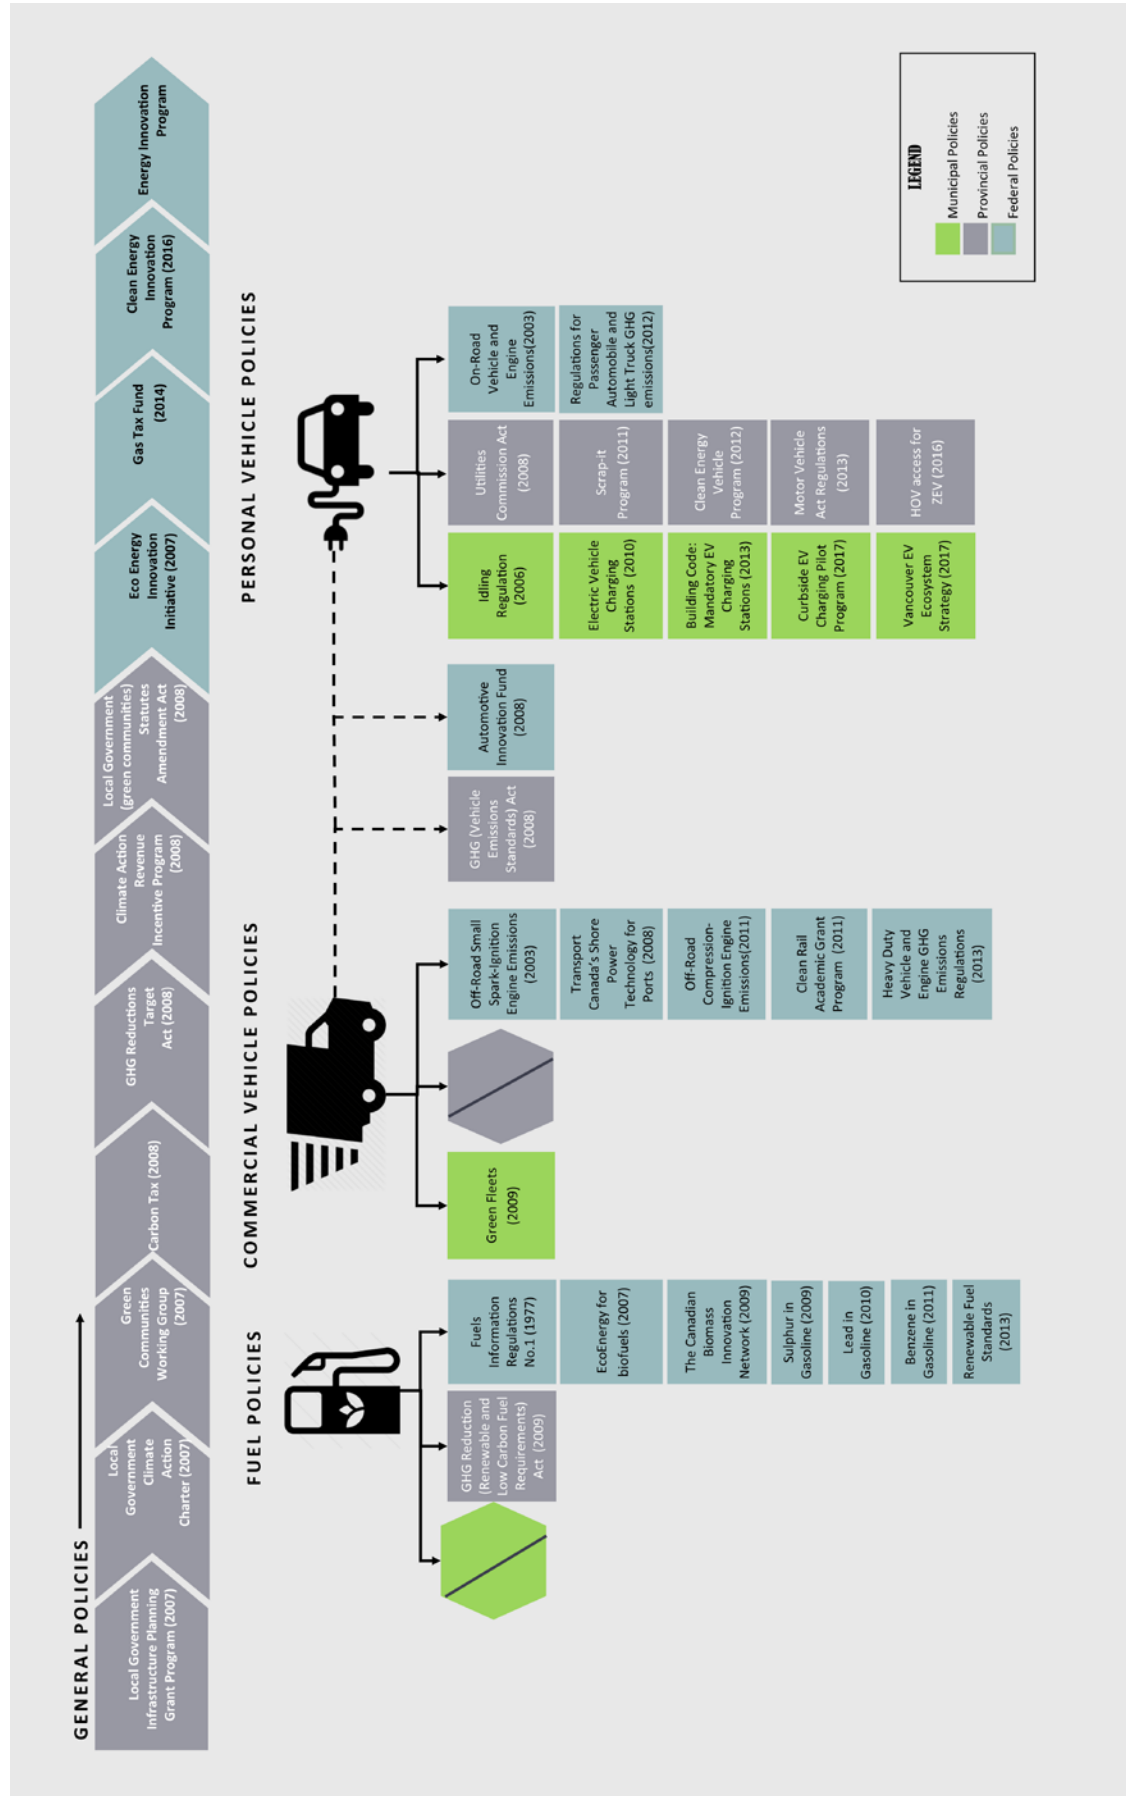 GENERAL POLICIES
Local Government
Infrastructure Planning
Grant Program (2007)
Local
Government
Climate
Action
Charter (2007)
Green
Communities
Working Group
(2007)
Carbon Tax (2008)
GHG Reductions
Target
Act (2008)
Climate Action
Revenue
Incentive Program
(2008)
Local Government
(green communities)
Statutes
Amendment Act
(2008)
Eco Energy
Innovation
Initiative (2007)
Gas Tax Fund
(2014)
Clean Energy
Innovation
Program (2016)
Energy Innovation
Program
FUEL POLICIES
GHG Reduction
(Renewable and
Low Carbon Fuel
Requirements)
Act (2009)
Fuels
Information
Regulations
No.1 (1977)
EcoEnergy for
biofuels (2007)
The Canadian
Biomass
Innovation
Network (2009)
Sulphur in
Gasoline (2009)
Lead in
Gasoline (2010)
Benzene in
Gasoline (2011)
Renewable Fuel
Standards
(2013)
COMMERCIAL VEHICLE POLICIES
Green Fleets
(2009)
Off-Road Small
Spark-Ignition
Engine Emissions
(2003)
Transport
Canada's Shore
Power
Technology for
Ports (2008)
Off-Road
Compression-
Ignition Engine
Emissions(2011)
Clean Rail
Academic Grant
Program (2011)
Heavy Duty
Vehicle and
Engine GHG
Emissions
Regulations
(2013)
GHG (Vehicle
Emissions
Standards) Act
(2008)
Automotive
Innovation Fund
(2008)
PERSONAL VEHICLE POLICIES
Idling
Regulation
(2006)
Electric Vehicle
Charging
Stations (2010)
Building Code:
Mandatory EV
Charging
Stations (2013)
Curbside EV
Charging Pilot
Program (2017)
Vancouver EV
Ecosystem
Strategy (2017)
Utilities
Commission Act
(2008)
Scrap-it
Program (2011)
Clean Energy
Vehicle
Program (2012)
Motor Vehicle
Act Regulations
(2013)
HOV access for
ZEV (2016)
On-Road
Vehicle and
Engine
Emissions(2003)
Regulations for
Passenger
Automobile and
Light Truck GHG
emissions(2012)
LEGEND
Municipal Policies
Provincial Policies
Federal Policies